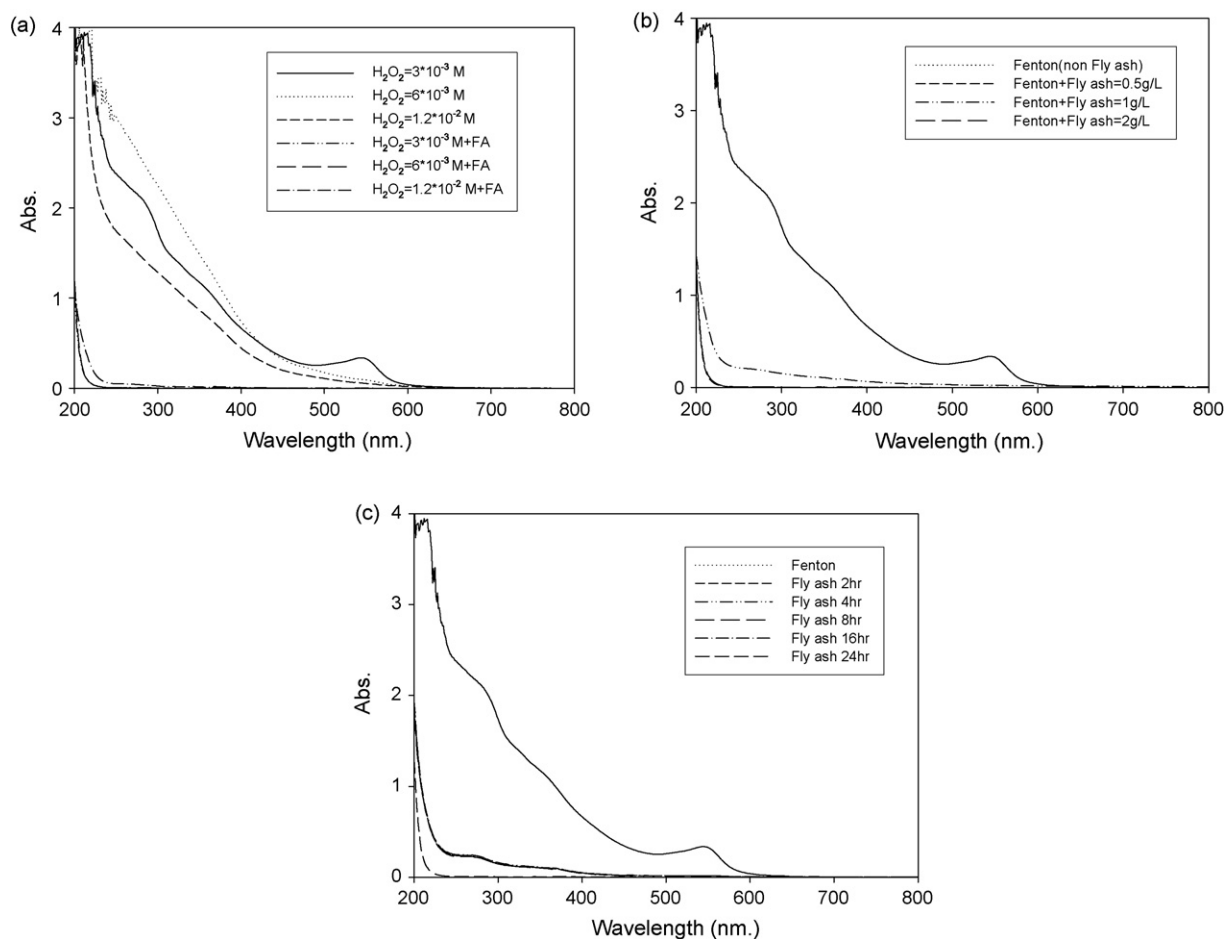 (a)
4
3
2
1
0
200 300 400 500 600 700 800
Abs.
Wavelength (nm.)
H₂O₂=3*10⁻³ M
H₂O₂=6*10⁻³ M
H₂O₂=1.2*10⁻² M
H₂O₂=3*10⁻³ M+FA
H₂O₂=6*10⁻³ M+FA
H₂O₂=1.2*10⁻² M+FA
(b)
4
3
2
1
0
200 300 400 500 600 700 800
Abs.
Wavelength (nm.)
Fenton(non Fly ash)
Fenton+Fly ash=0.5g/L
Fenton+Fly ash=1g/L
Fenton+Fly ash=2g/L
(c)
4
3
2
1
0
200 300 400 500 600 700 800
Abs.
Wavelength (nm.)
Fenton
Fly ash 2hr
Fly ash 4hr
Fly ash 8hr
Fly ash 16hr
Fly ash 24hr